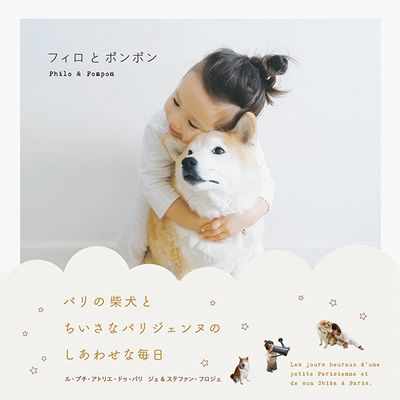 フィロ と ポンポン
Philo & Pompon
パリの柴犬と
ちいさなパリジェンヌの
しあわせな毎日
ル・プチ・アトリエ・ドゥ・パリ　ジェ & ステファン・フロジェ
Les jours heureux d'une
petite Parisienne et
de son Shiba à Paris.